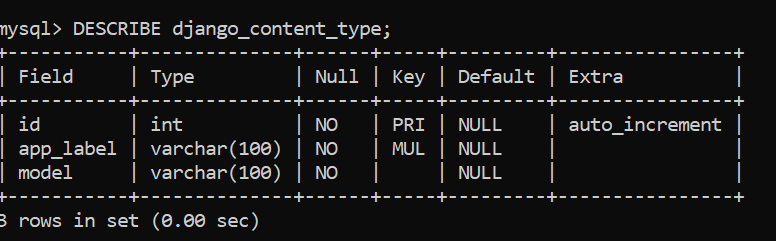 mysql> DESCRIBE django_content_type;
+-----------+--------------+------+-----+---------+----------------+
| Field     | Type         | Null | Key | Default | Extra          |
+-----------+--------------+------+-----+---------+----------------+
| id        | int          | NO   | PRI | NULL    | auto_increment |
| app_label | varchar(100) | NO   | MUL | NULL    |                |
| model     | varchar(100) | NO   |     | NULL    |                |
+-----------+--------------+------+-----+---------+----------------+
3 rows in set (0.00 sec)